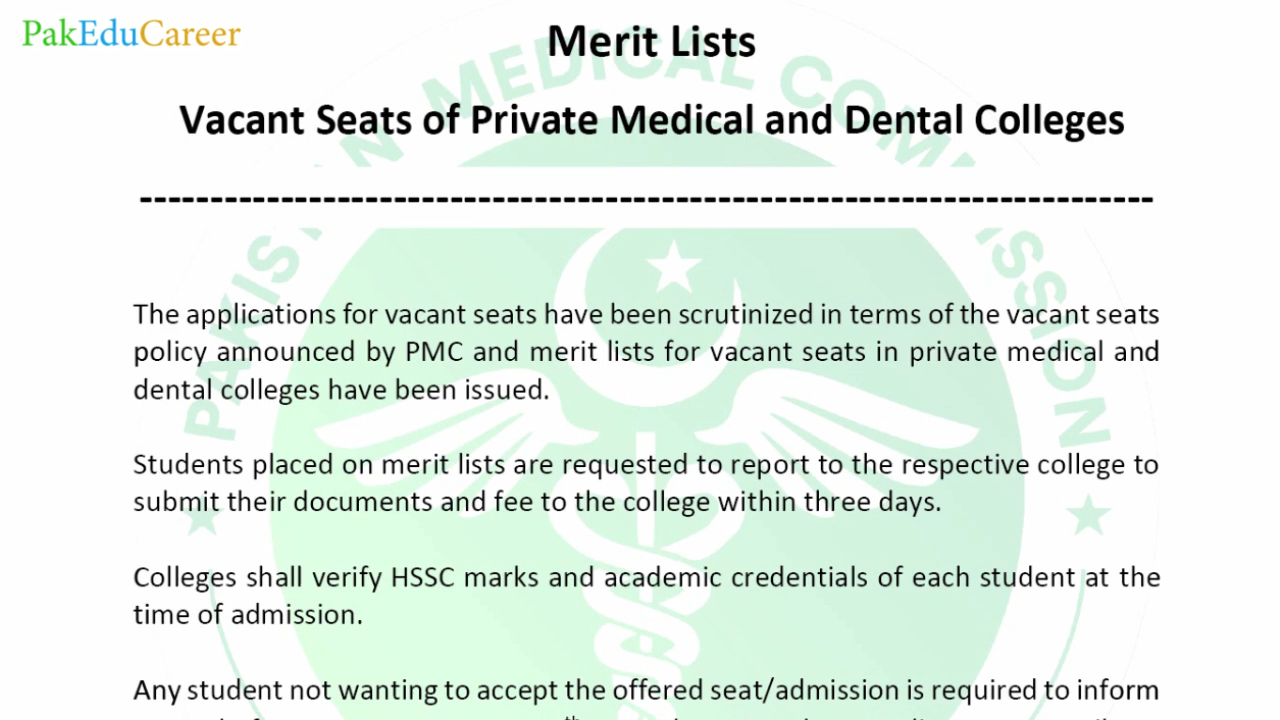 PakEduCareer
Merit Lists
Vacant Seats of Private Medical and Dental Colleges
------------------------------------------------------------------------
PAKISTAN MEDICAL COMMISSION
The applications for vacant seats have been scrutinized in terms of the vacant seats
policy announced by PMC and merit lists for vacant seats in private medical and
dental colleges have been issued.
Students placed on merit lists are requested to report to the respective college to
submit their documents and fee to the college within three days.
Colleges shall verify HSSC marks and academic credentials of each student at the
time of admission.
Any student not wanting to accept the offered seat/admission is required to inform
th